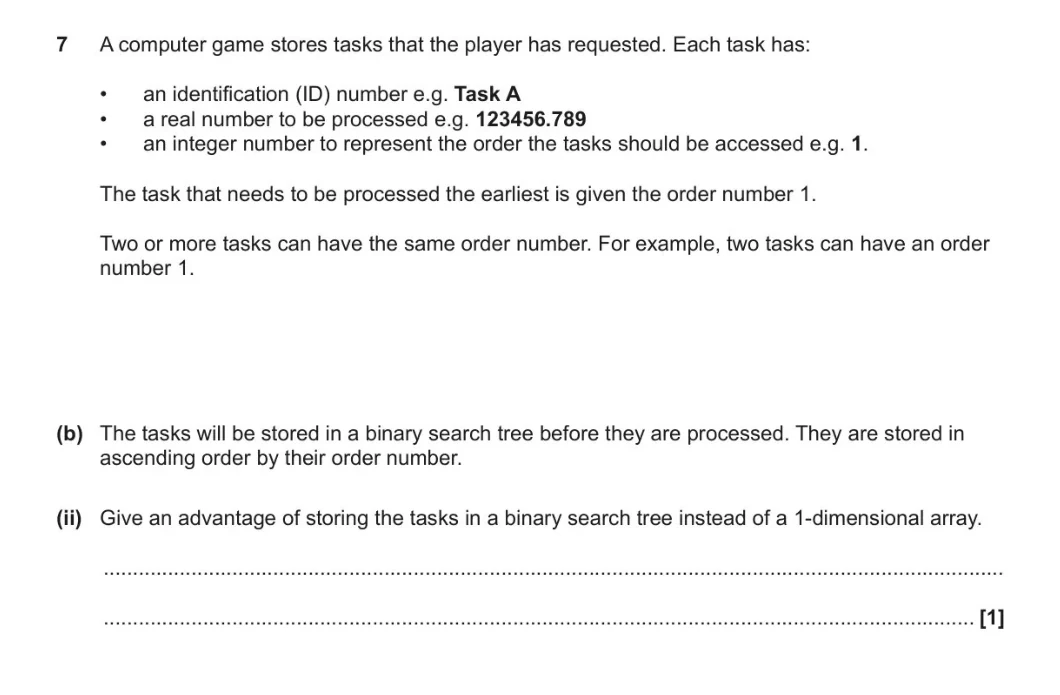 7 A computer game stores tasks that the player has requested. Each task has:
• an identification (ID) number e.g. Task A
• a real number to be processed e.g. 123456.789
• an integer number to represent the order the tasks should be accessed e.g. 1.
The task that needs to be processed the earliest is given the order number 1.
Two or more tasks can have the same order number. For example, two tasks can have an order
number 1.
(b) The tasks will be stored in a binary search tree before they are processed. They are stored in
ascending order by their order number.
(ii) Give an advantage of storing the tasks in a binary search tree instead of a 1-dimensional array.
..........................................................................................................................................................
.................................................................................................................................................... [1]